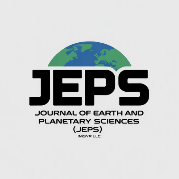 JEPS
JOURNAL OF EARTH AND
PLANETARY SCIENCES
(JEPS)